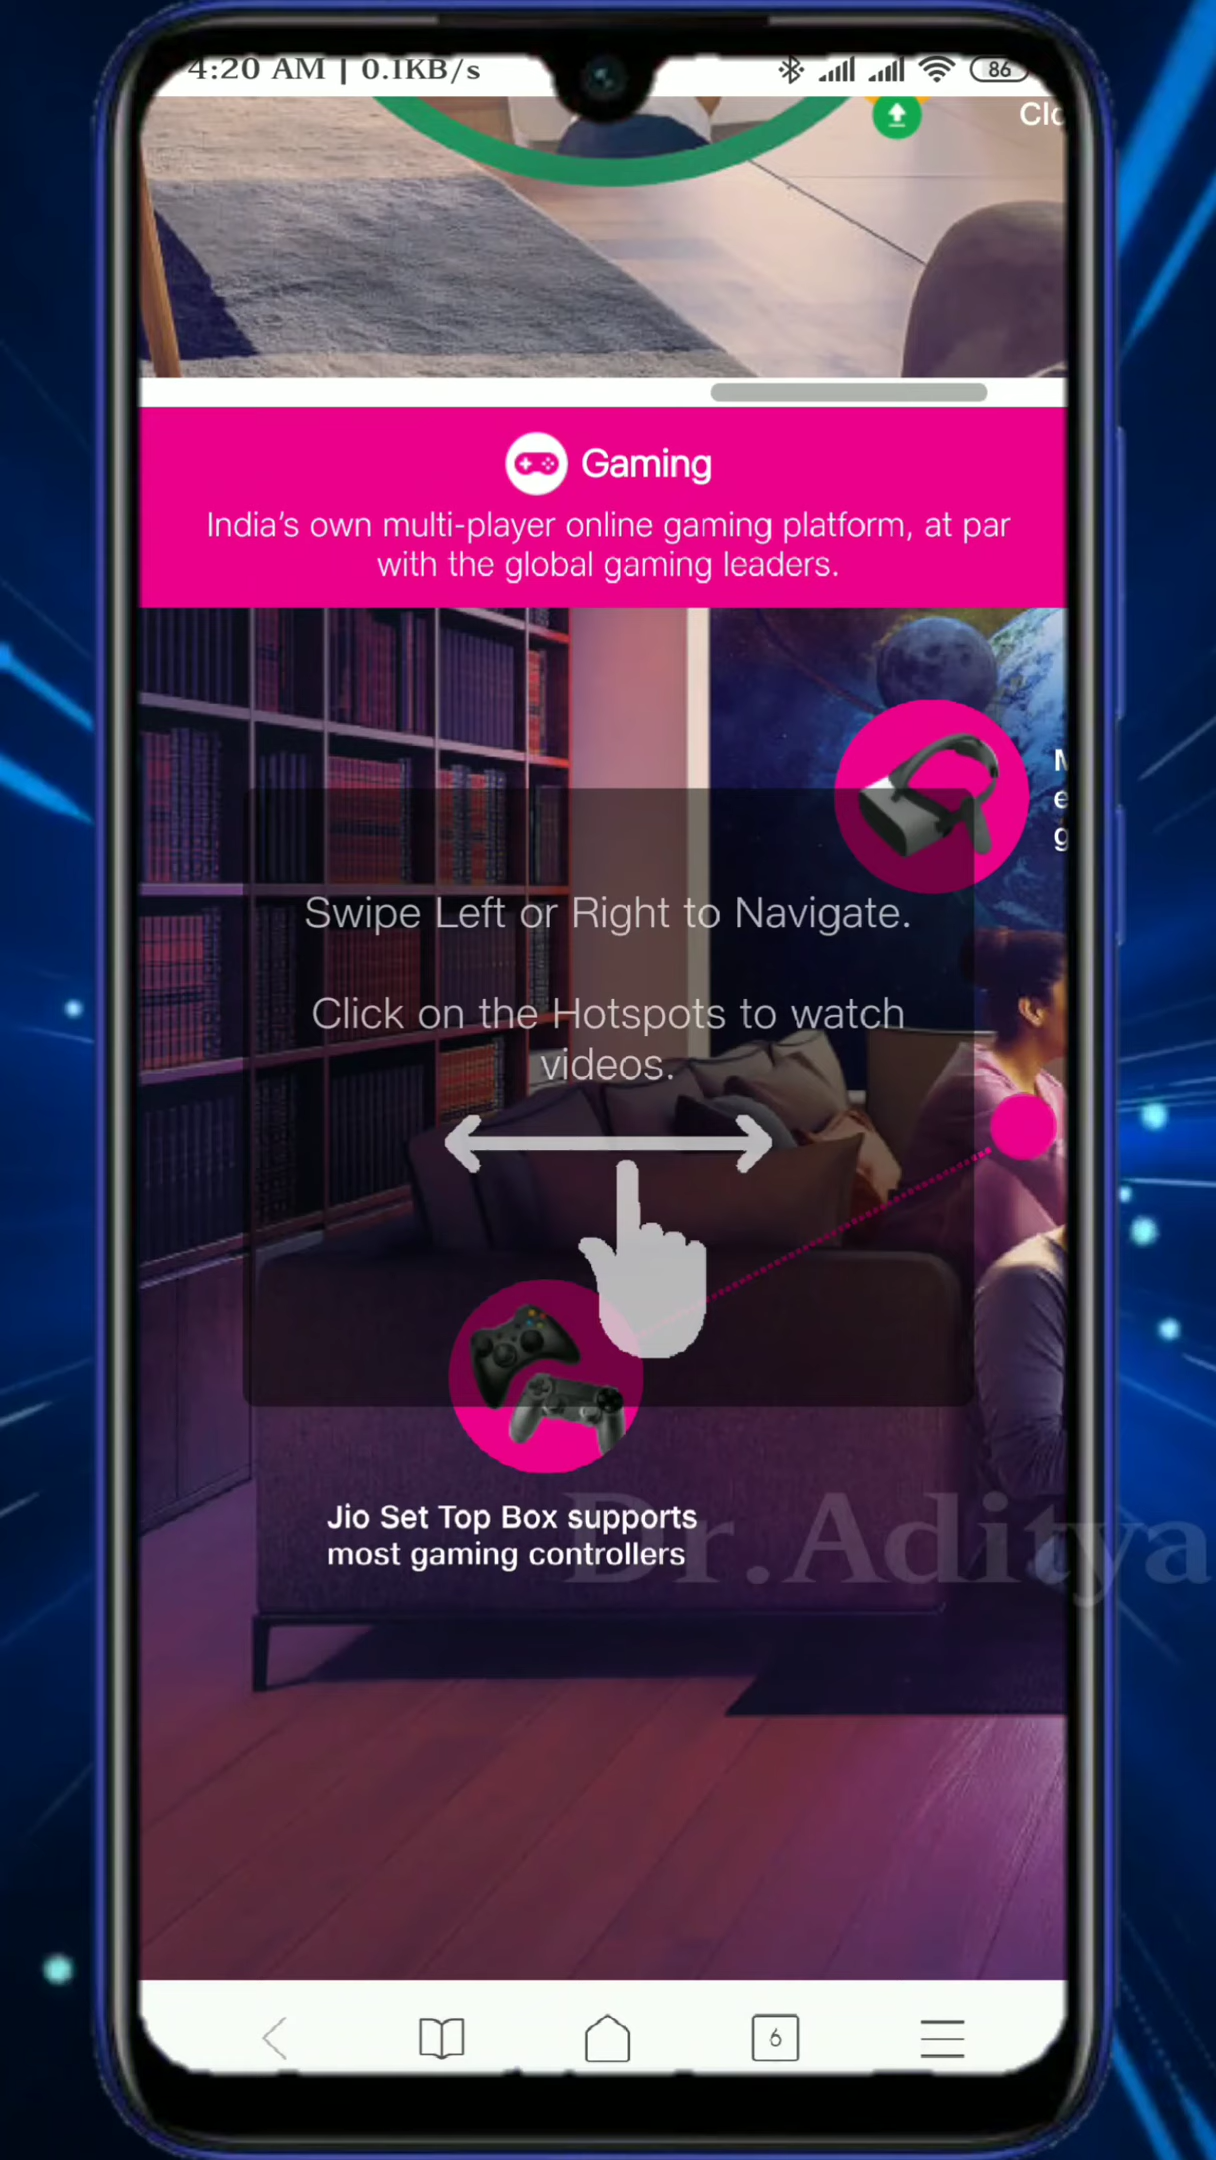 4:20 AM | 0.1KB/s
86
Gaming
India's own multi-player online gaming platform, at par
with the global gaming leaders.
Swipe Left or Right to Navigate.
Click on the Hotspots to watch
videos.
Jio Set Top Box supports
most gaming controllers
Dr.Aditya
6